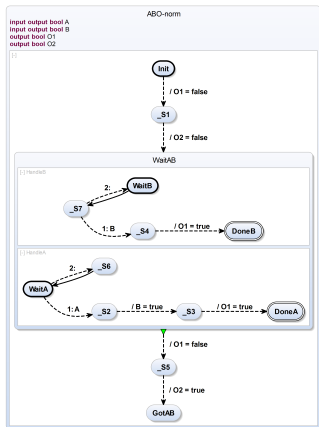 ABO-norm
input output bool A
input output bool B
output bool O1
output bool O2
[-]
Init
/ O1 = false
_S1
/ O2 = false
WaitAB
[-] HandleB
2:
WaitB
_S7
1: B
_S4
/ O1 = true
DoneB
[-] HandleA
2:
_S6
WaitA
1: A
_S2
/ B = true
_S3
/ O1 = true
DoneA
/ O1 = false
_S5
/ O2 = true
GotAB